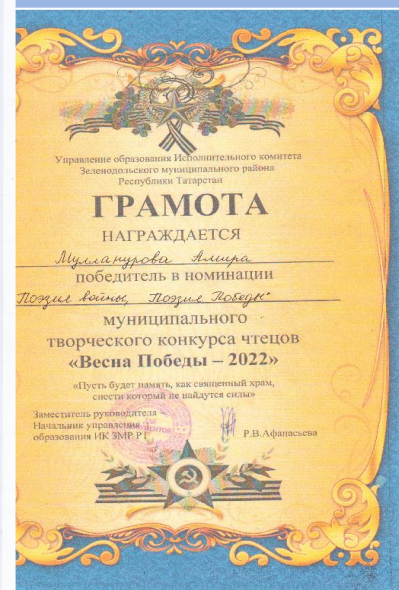 Управление образования Исполнительного комитета
Зеленодольского муниципального района
Республики Татарстан
ГРАМОТА
НАГРАЖДАЕТСЯ
Мулланурова Амира
победитель в номинации
Поэзия войны, Поэзия Победы"
муниципального
творческого конкурса чтецов
«Весна Победы – 2022»
«Пусть будет память, как священный храм,
снести который не найдутся силы»
Заместитель руководителя –
Начальник управления
образования ИК ЗМР РТ
Р.В.Афанасьева